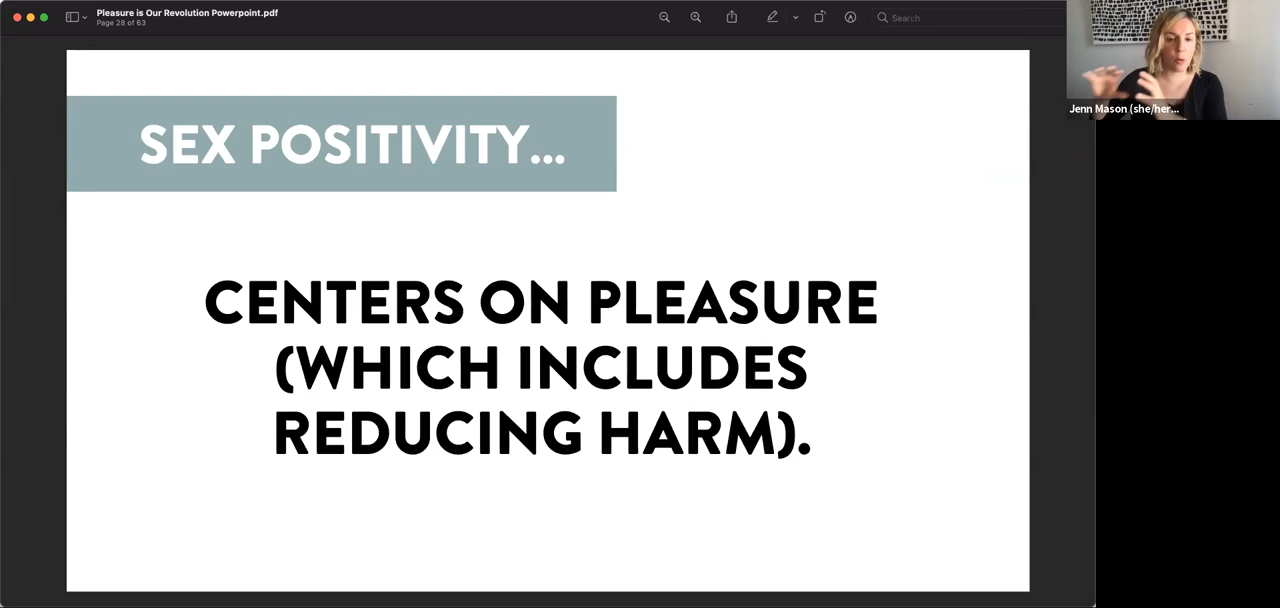 Pleasure is Our Revolution Powerpoint.pdf
Page 28 of 63
Search
Jenn Mason (she/her...
SEX POSITIVITY...
CENTERS ON PLEASURE
(WHICH INCLUDES
REDUCING HARM).